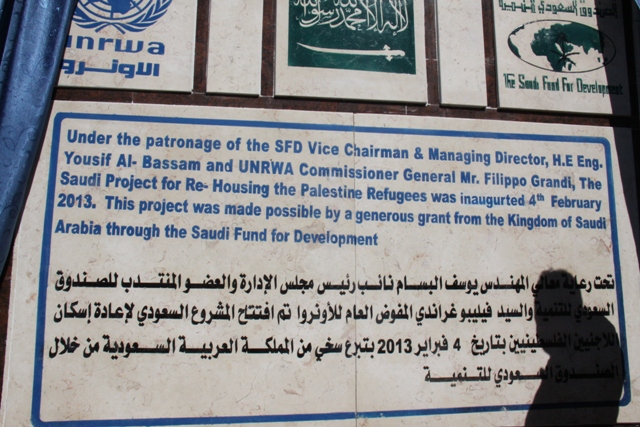 unrwa
الأونروا
لا إله إلا الله محمد رسول الله
الصندوق السعودي للتنمية
The Saudi Fund For Development
Under the patronage of the SFD Vice Chairman & Managing Director, H.E Eng.
Yousif Al- Bassam and UNRWA Commissioner General Mr. Filippo Grandi, The
Saudi Project for Re- Housing the Palestine Refugees was inaugurted 4th February
2013. This project was made possible by a generous grant from the Kingdom of Saudi
Arabia through the Saudi Fund for Development
تحت رعاية معالي المهندس يوسف البسام نائب رئيس مجلس الإدارة والعضو المنتدب للصندوق
السعودي للتنمية والسيد فيليبو غراندي المفوض العام للأونروا تم افتتاح المشروع السعودي لإعادة إسكان
اللاجئين الفلسطينيين بتاريخ 4 فبراير 2013 بتبرع سخي من المملكة العربية السعودية من خلال
الصندوق السعودي للتنمية